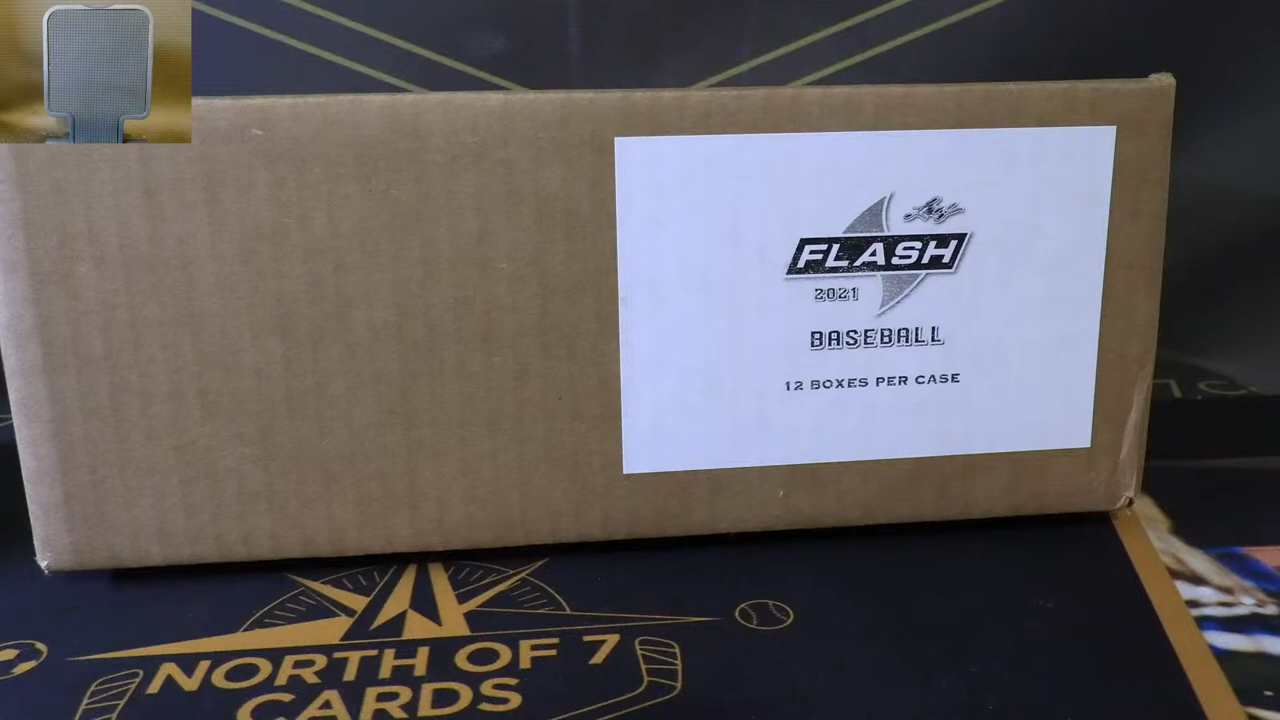 Leaf
FLASH
2021
BASEBALL
12 BOXES PER CASE
NORTH OF 7
CARDS